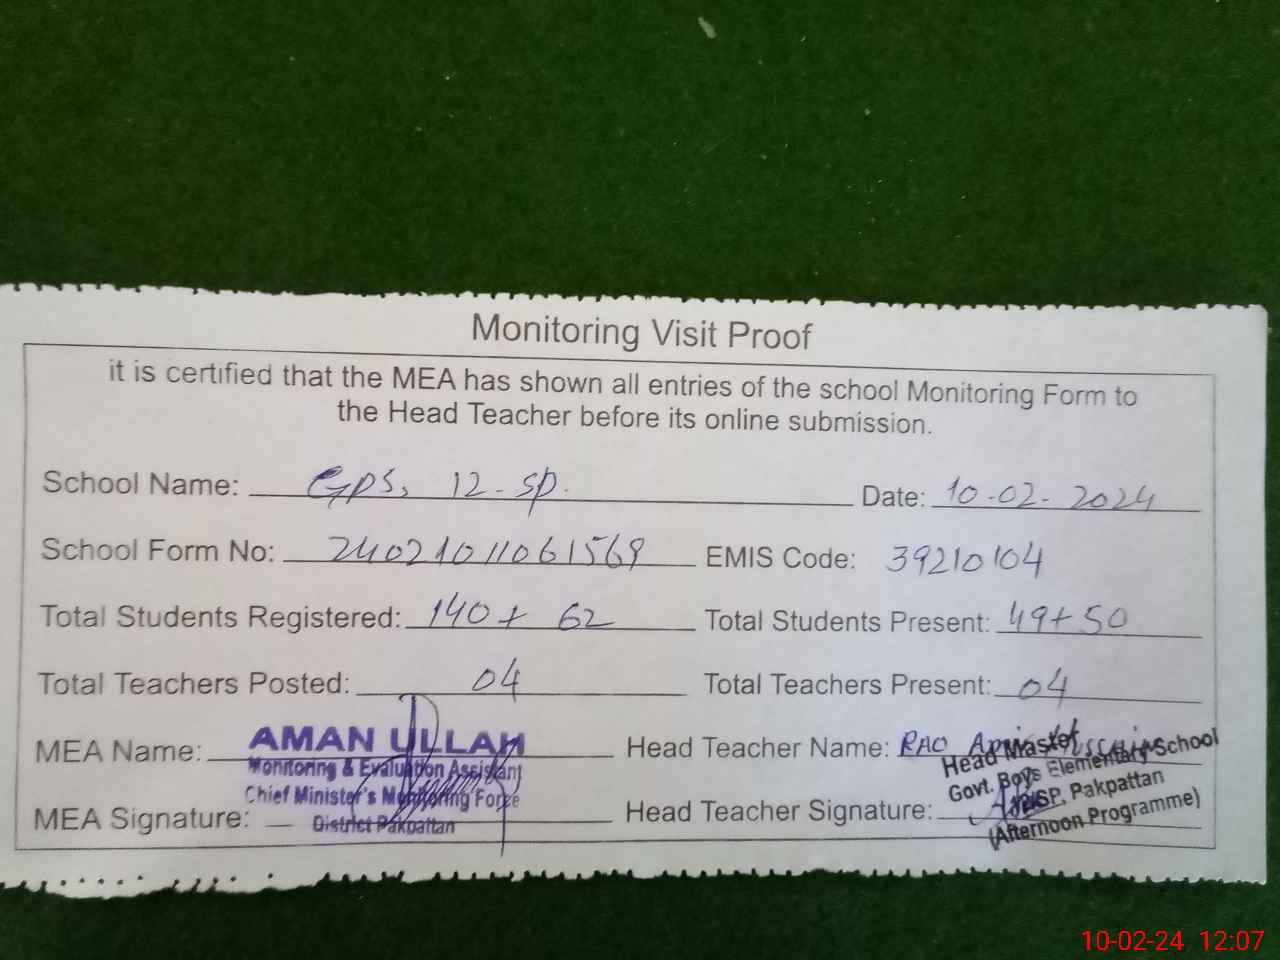 Monitoring Visit Proof
it is certified that the MEA has shown all entries of the school Monitoring Form to
the Head Teacher before its online submission.
School Name: GPS, 12-SP. Date: 10-02-2024
School Form No: 24021011061569 EMIS Code: 39210104
Total Students Registered: 140 + 62 Total Students Present: 49+50
Total Teachers Posted: 04 Total Teachers Present: 04
MEA Name: AMAN ULLAH Head Teacher Name: RAO
Monitoring & Evaluation Assistant
Chief Minister's Monitoring Force
District Pakpattan
MEA Signature: Head Teacher Signature:
Head Master
Govt. Boys Elementary School
12/SP, Pakpattan
(Afternoon Programme)
10-02-24 12:07